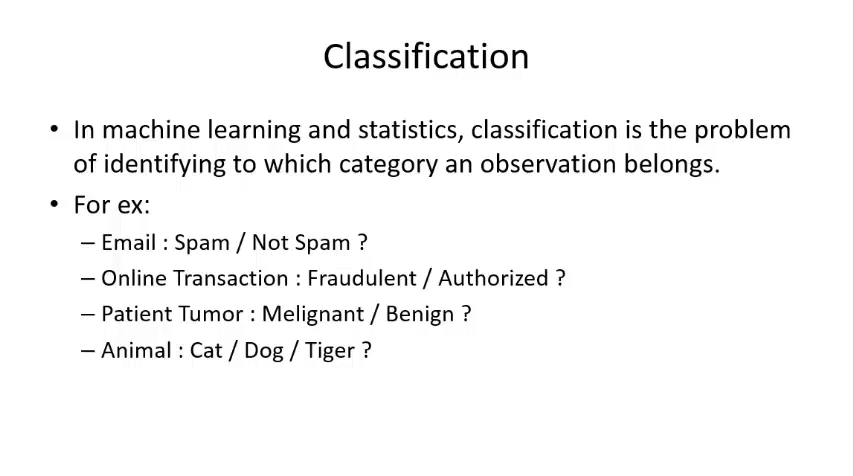 Classification
• In machine learning and statistics, classification is the problem
of identifying to which category an observation belongs.
• For ex:
– Email : Spam / Not Spam ?
– Online Transaction : Fraudulent / Authorized ?
– Patient Tumor : Melignant / Benign ?
– Animal : Cat / Dog / Tiger ?